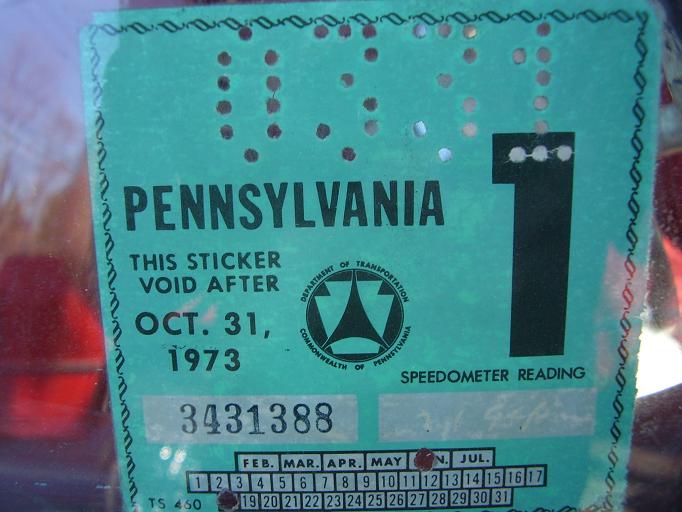 0331
PENNSYLVANIA
1
THIS STICKER
VOID AFTER
OCT. 31,
1973
DEPARTMENT OF TRANSPORTATION
COMMONWEALTH OF PENNSYLVANIA
SPEEDOMETER READING
3431388
FEB. MAR. APR. MAY JUL.
1 2 3 4 5 6 7 8 9 10 11 12 13 14 15 16 17
TS 460 19 20 21 22 23 24 25 26 27 28 29 30 31